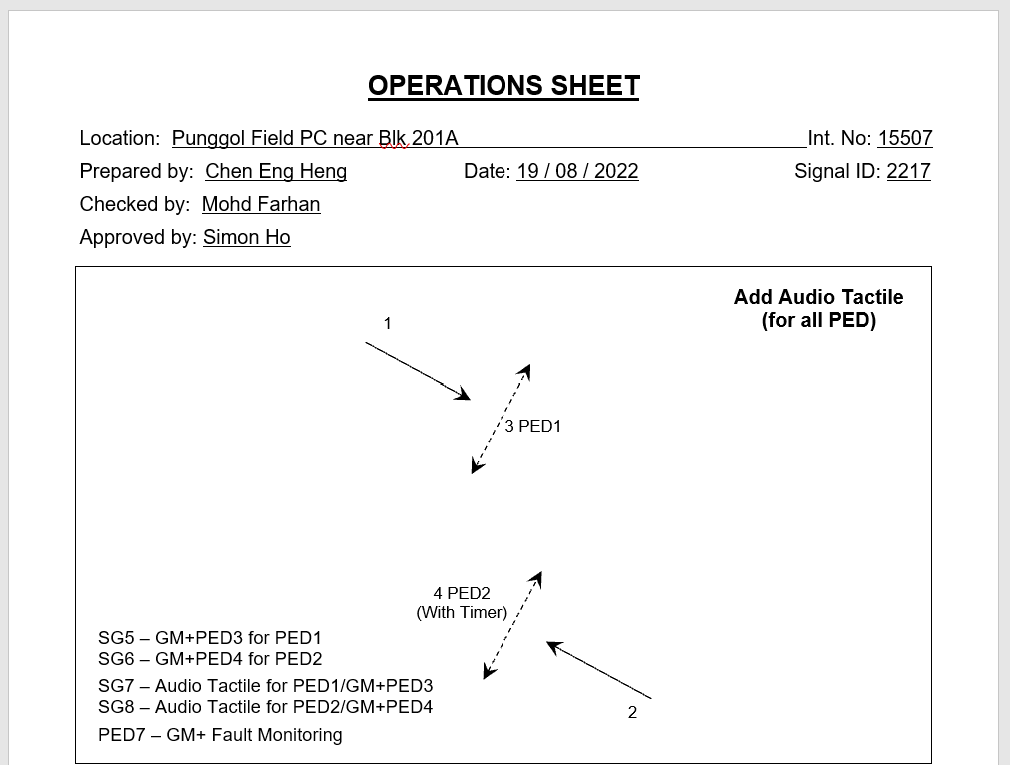 OPERATIONS SHEET
Location: Punggol Field PC near Blk 201A Int. No: 15507
Prepared by: Chen Eng Heng Date: 19 / 08 / 2022 Signal ID: 2217
Checked by: Mohd Farhan
Approved by: Simon Ho
Add Audio Tactile
(for all PED)
1
3 PED1
4 PED2
(With Timer)
SG5 – GM+PED3 for PED1
SG6 – GM+PED4 for PED2
SG7 – Audio Tactile for PED1/GM+PED3
SG8 – Audio Tactile for PED2/GM+PED4
2
PED7 – GM+ Fault Monitoring